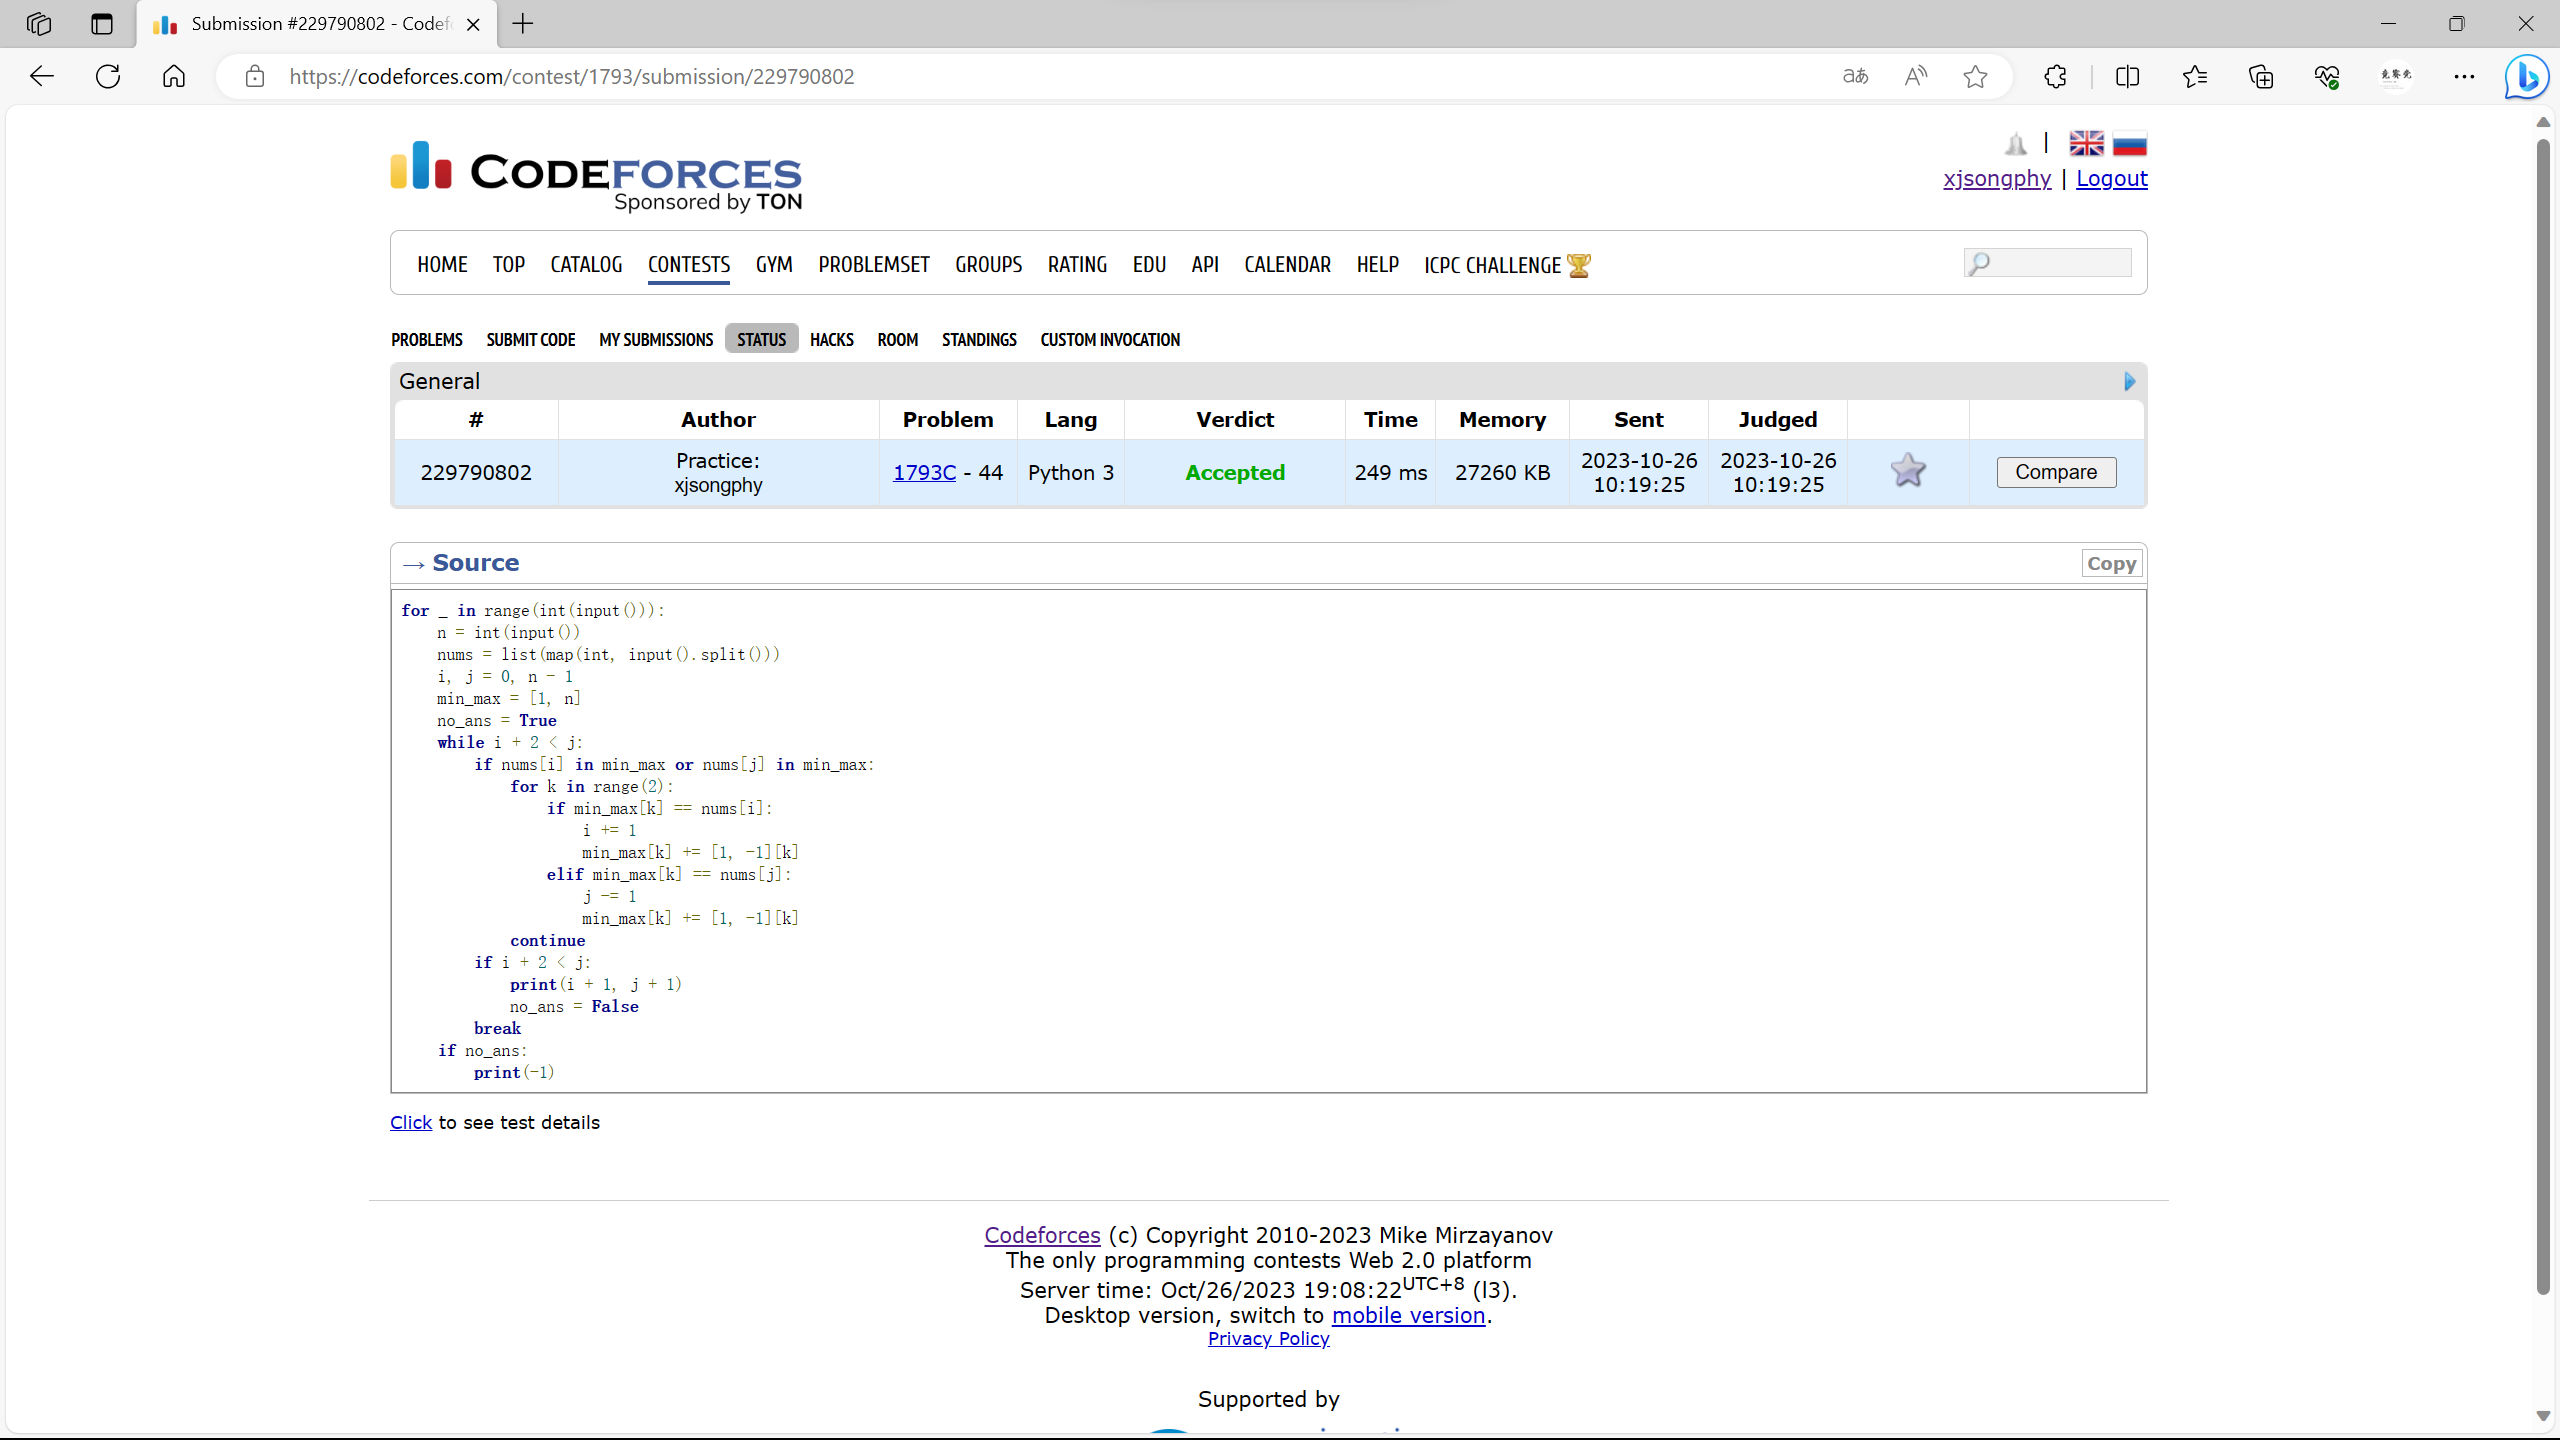 Submission #229790802 - Codef
https://codeforces.com/contest/1793/submission/229790802
CODEFORCES
Sponsored by TON
xjsongphy | Logout
HOME TOP CATALOG CONTESTS GYM PROBLEMSET GROUPS RATING EDU API CALENDAR HELP ICPC CHALLENGE
PROBLEMS SUBMIT CODE MY SUBMISSIONS STATUS HACKS ROOM STANDINGS CUSTOM INVOCATION
General
# Author Problem Lang Verdict Time Memory Sent Judged
229790802 Practice: xjsongphy 1793C - 44 Python 3 Accepted 249 ms 27260 KB 2023-10-26 10:19:25 2023-10-26 10:19:25 Compare
→ Source
Copy
for _ in range(int(input())):
    n = int(input())
    nums = list(map(int, input().split()))
    i, j = 0, n - 1
    min_max = [1, n]
    no_ans = True
    while i + 2 < j:
        if nums[i] in min_max or nums[j] in min_max:
            for k in range(2):
                if min_max[k] == nums[i]:
                    i += 1
                    min_max[k] += [1, -1][k]
                elif min_max[k] == nums[j]:
                    j -= 1
                    min_max[k] += [1, -1][k]
            continue
        if i + 2 < j:
            print(i + 1, j + 1)
            no_ans = False
        break
    if no_ans:
        print(-1)
Click to see test details
Codeforces (c) Copyright 2010-2023 Mike Mirzayanov
The only programming contests Web 2.0 platform
Server time: Oct/26/2023 19:08:22UTC+8 (l3).
Desktop version, switch to mobile version.
Privacy Policy
Supported by